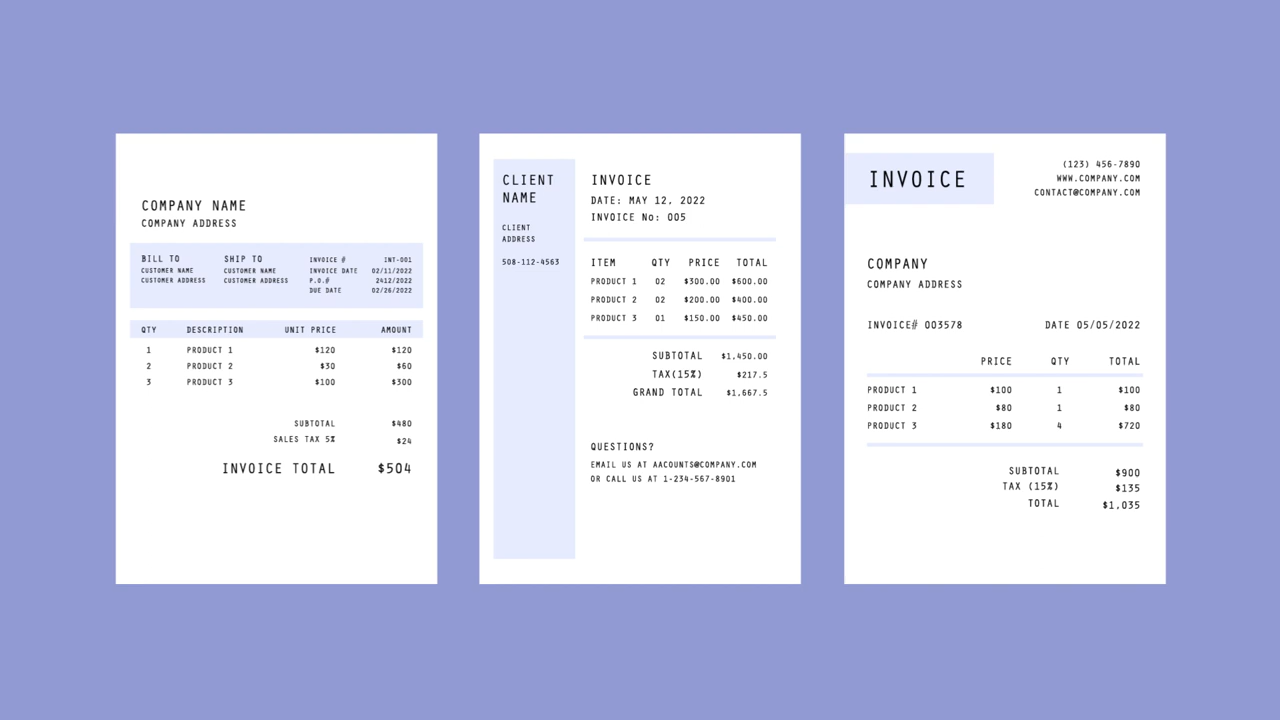 COMPANY NAME
COMPANY ADDRESS
BILL TO SHIP TO INVOICE # INT-001
CUSTOMER NAME CUSTOMER NAME INVOICE DATE 02/11/2022
CUSTOMER ADDRESS CUSTOMER ADDRESS P.O.# 2412/2022
DUE DATE 02/26/2022
QTY DESCRIPTION UNIT PRICE AMOUNT
1 PRODUCT 1 $120 $120
2 PRODUCT 2 $30 $60
3 PRODUCT 3 $100 $300
SUBTOTAL $480
SALES TAX 5% $24
INVOICE TOTAL $504
CLIENT
NAME
CLIENT
ADDRESS
508-112-4563
INVOICE
DATE: MAY 12, 2022
INVOICE No: 005
ITEM QTY PRICE TOTAL
PRODUCT 1 02 $300.00 $600.00
PRODUCT 2 02 $200.00 $400.00
PRODUCT 3 01 $150.00 $450.00
SUBTOTAL $1,450.00
TAX(15%) $217.5
GRAND TOTAL $1,667.5
QUESTIONS?
EMAIL US AT AACOUNTS@COMPANY.COM
OR CALL US AT 1-234-567-8901
INVOICE
(123) 456-7890
WWW.COMPANY.COM
CONTACT@COMPANY.COM
COMPANY
COMPANY ADDRESS
INVOICE# 003578 DATE 05/05/2022
PRICE QTY TOTAL
PRODUCT 1 $100 1 $100
PRODUCT 2 $80 1 $80
PRODUCT 3 $180 4 $720
SUBTOTAL $900
TAX (15%) $135
TOTAL $1,035